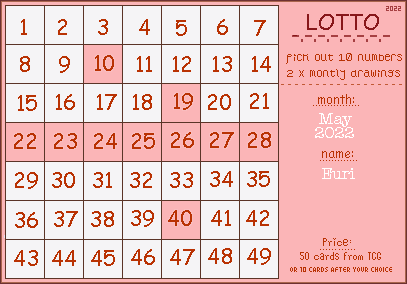 1 2 3 4 5 6 7
8 9 10 11 12 13 14
15 16 17 18 19 20 21
22 23 24 25 26 27 28
29 30 31 32 33 34 35
36 37 38 39 40 41 42
43 44 45 46 47 48 49
2022
LOTTO
pick out 10 numbers
2 x montly drawings
month:
May
2022
name:
Euri
Price:
50 cards from TCG
OR 10 CARDS AFTER YOUR CHOICE